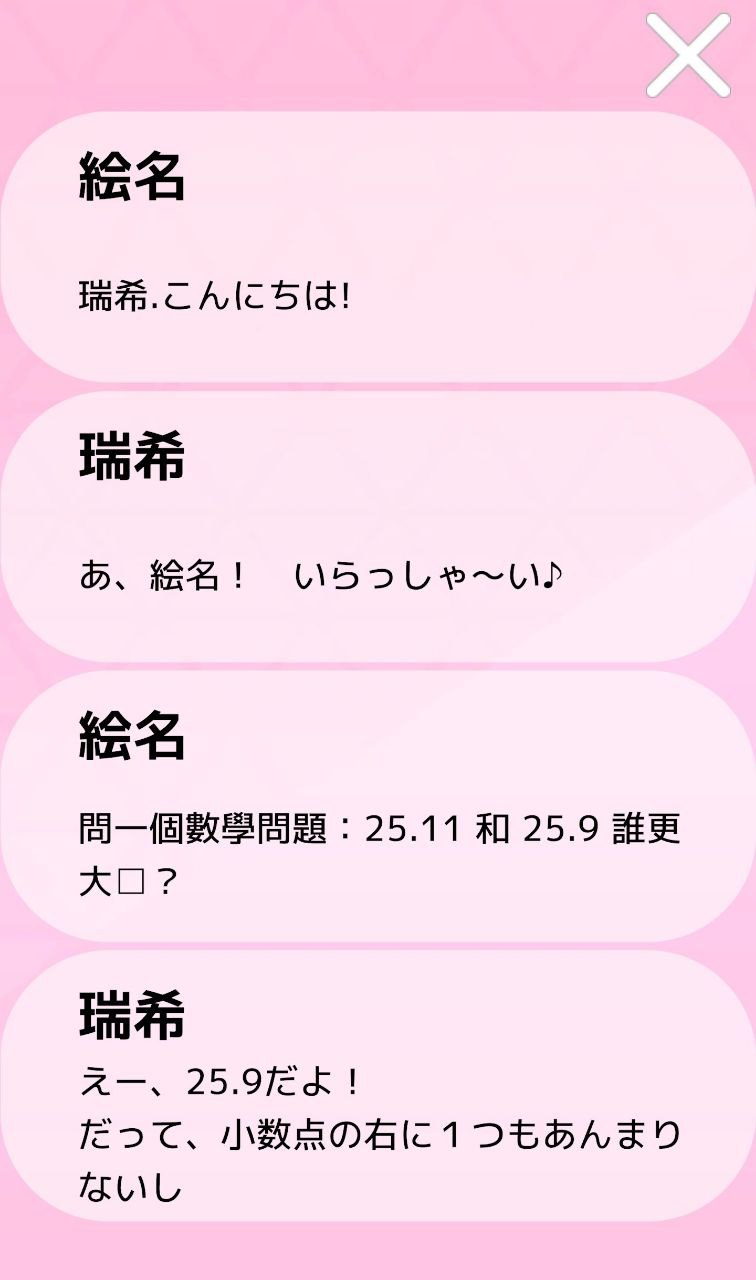 絵名
瑞希.こんにちは!
瑞希
あ、絵名！　いらっしゃ〜い♪
絵名
問一個數學問題：25.11 和 25.9 誰更
大□？
瑞希
えー、25.9だよ！
だって、小数点の右に１つもあんまり
ないし